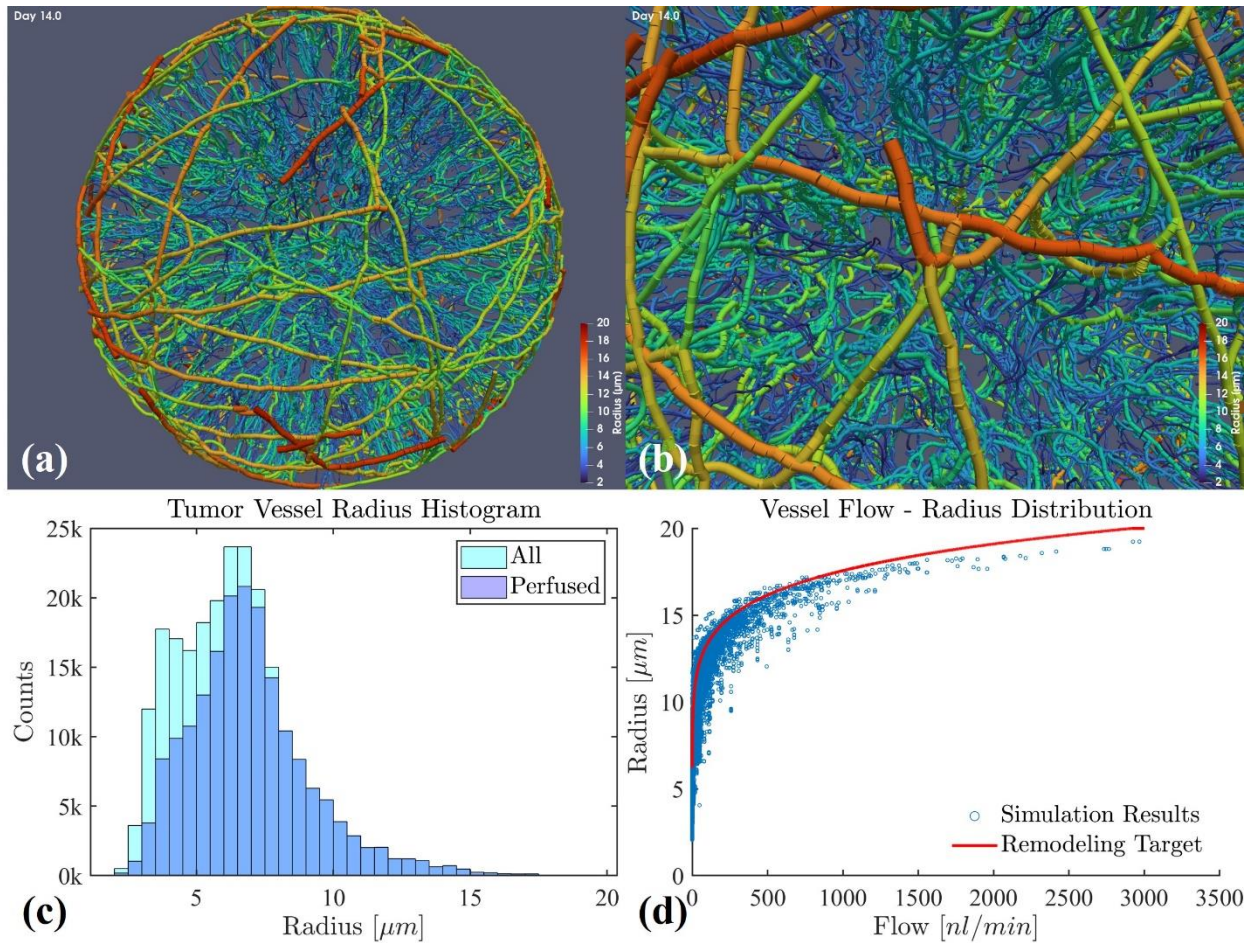 Day 14.0
20
18
16
14
12
10
8
6
4
2
Radius (μm)
(a)
Day 14.0
20
18
16
14
12
10
8
6
4
2
Radius (μm)
(b)
Tumor Vessel Radius Histogram
25k
20k
15k
10k
5k
0k
Counts
All
Perfused
5
10
15
20
Radius [μm]
(c)
Vessel Flow - Radius Distribution
20
15
10
5
0
Radius [μm]
Simulation Results
Remodeling Target
0
500
1000
1500
2000
2500
3000
3500
Flow [nl/min]
(d)